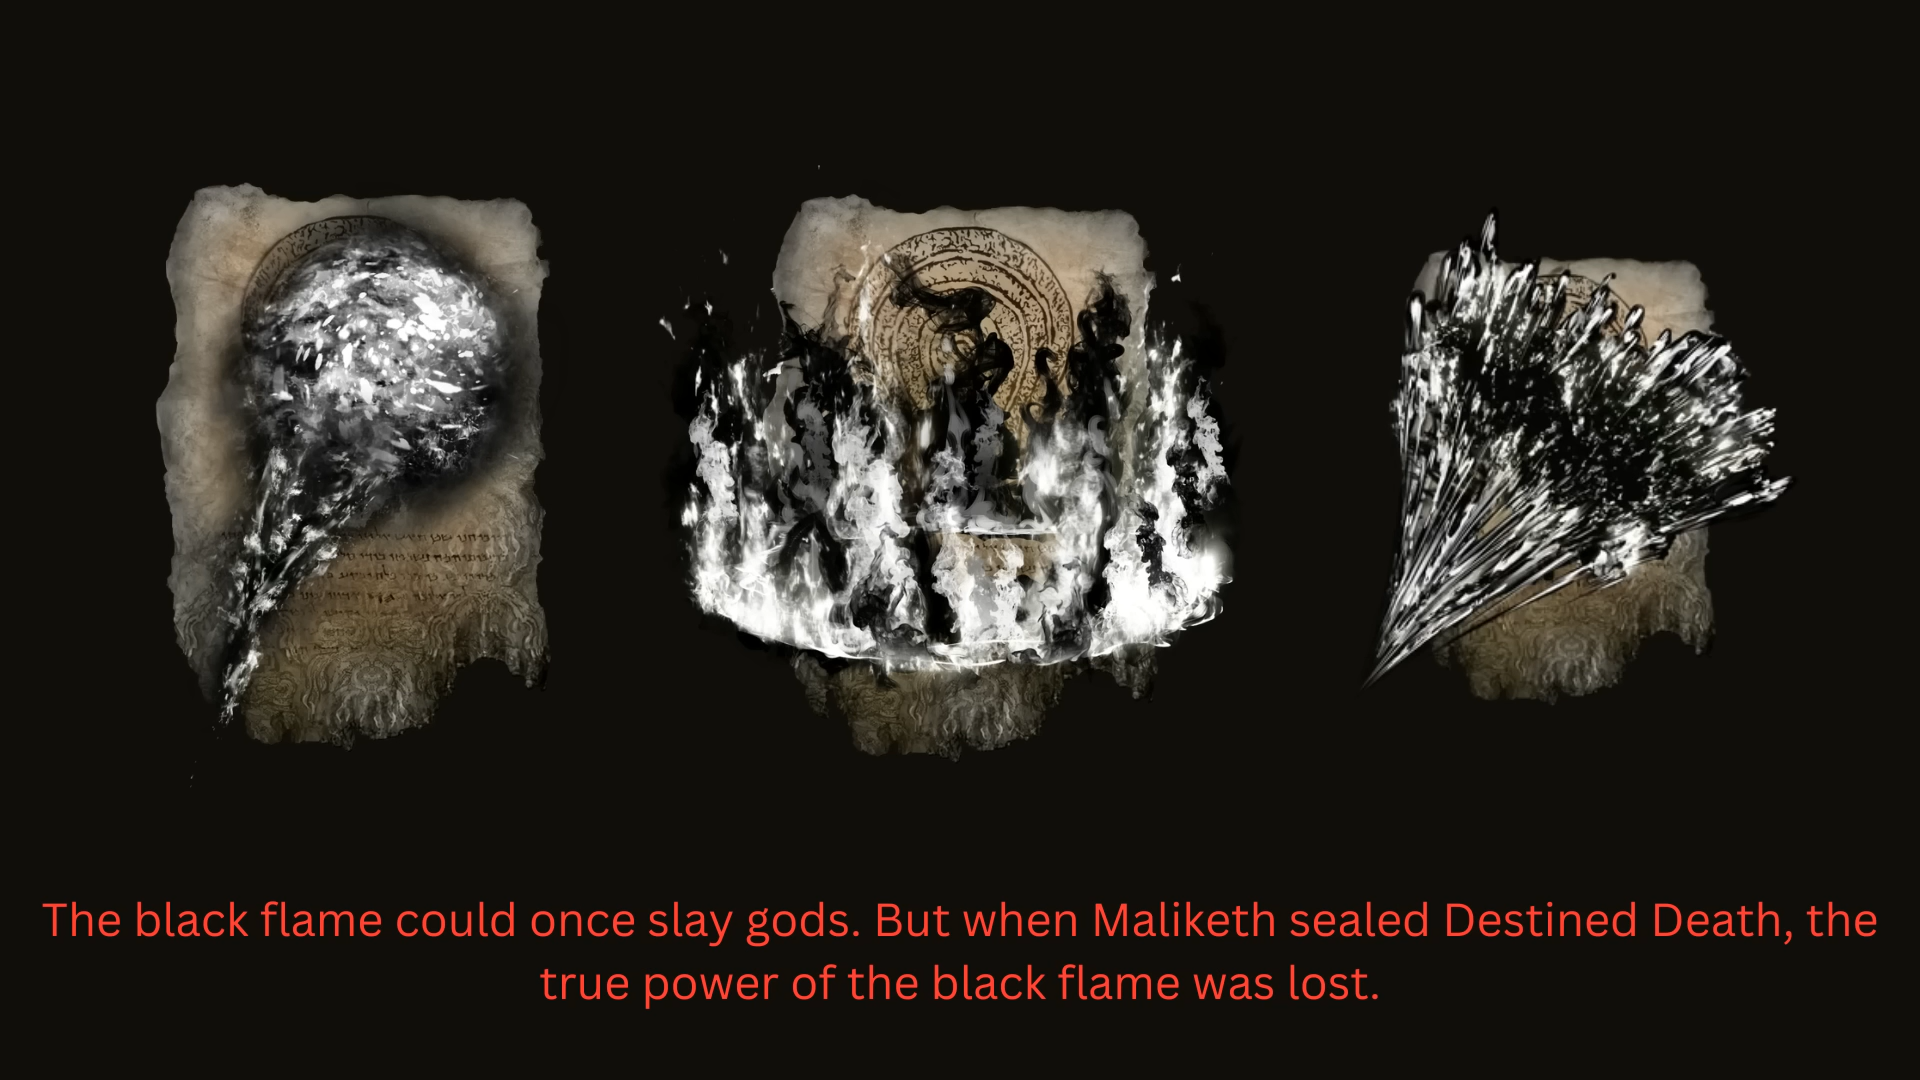 The black flame could once slay gods. But when Maliketh sealed Destined Death, the
true power of the black flame was lost.